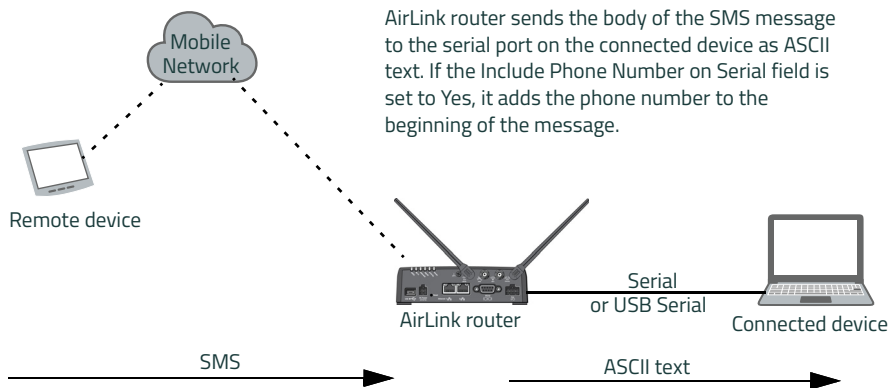 AirLink router sends the body of the SMS message
to the serial port on the connected device as ASCII
text. If the Include Phone Number on Serial field is
set to Yes, it adds the phone number to the
beginning of the message.
Mobile
Network
Remote device
Serial
or USB Serial
AirLink router
Connected device
SMS
ASCII text